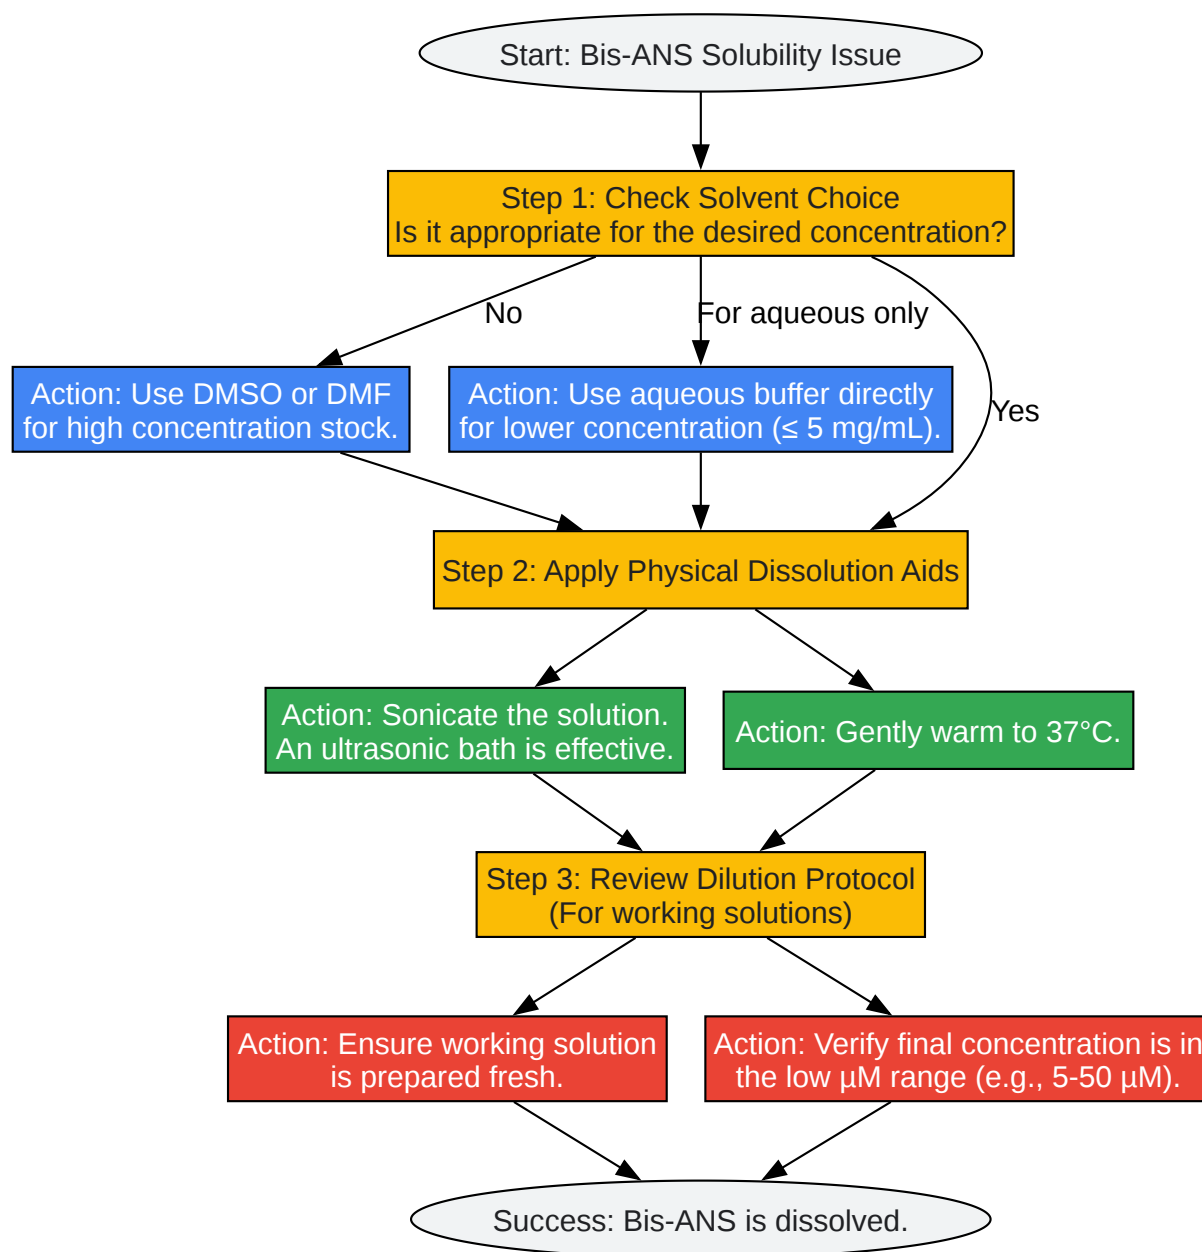 Start: Bis-ANS Solubility Issue
Step 1: Check Solvent Choice
Is it appropriate for the desired concentration?
No
For aqueous only
Yes
Action: Use DMSO or DMF
for high concentration stock.
Action: Use aqueous buffer directly
for lower concentration (≤ 5 mg/mL).
Step 2: Apply Physical Dissolution Aids
Action: Sonicate the solution.
An ultrasonic bath is effective.
Action: Gently warm to 37°C.
Step 3: Review Dilution Protocol
(For working solutions)
Action: Ensure working solution
is prepared fresh.
Action: Verify final concentration is in
the low µM range (e.g., 5-50 µM).
Success: Bis-ANS is dissolved.